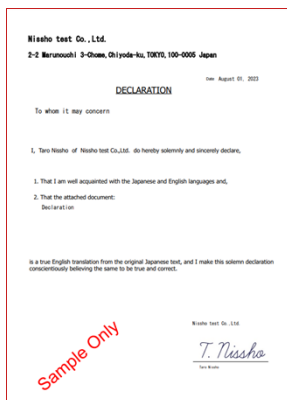 Nissho test Co.,Ltd.
2-2 Marunouchi 3-Chome,Chiyoda-ku,TOKYO,100-0005 Japan
Date August 01, 2023
DECLARATION
To whom it may concern
I, Taro Nissho of Nissho test Co.,Ltd. do hereby solemnly and sincerely declare,
1. That I am well acquainted with the Japanese and English languages and,
2. That the attached document:
Declaration
is a true English translation from the original Japanese text, and I make this solemn declaration
conscientiously believing the same to be true and correct.
Nissho test Co.,Ltd.
T. Nissho
Taro Nissho
Sample Only